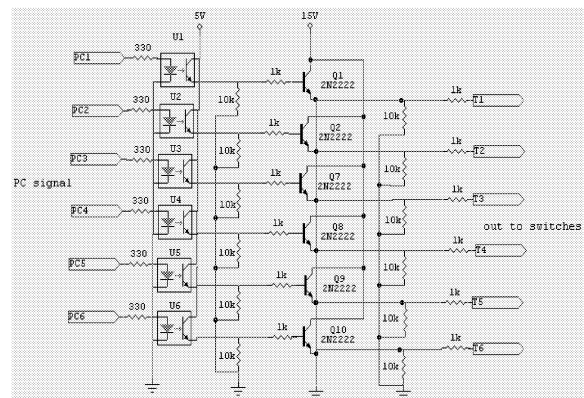 5V 15V
U1
PC1 330 1k Q1
2N2222
10k 1k T1
U2
PC2 330 1k Q2
2N2222
10k 10k 1k T2
U3
PC3 330 1k Q7
2N2222
10k 10k 1k T3
PC signal
U4
PC4 330 1k Q8
2N2222
10k 10k 1k T4
out to switches
U5
PC5 330 1k Q9
2N2222
10k 10k 1k T5
U6
PC6 330 1k Q10
2N2222
10k 10k 1k T6
10k